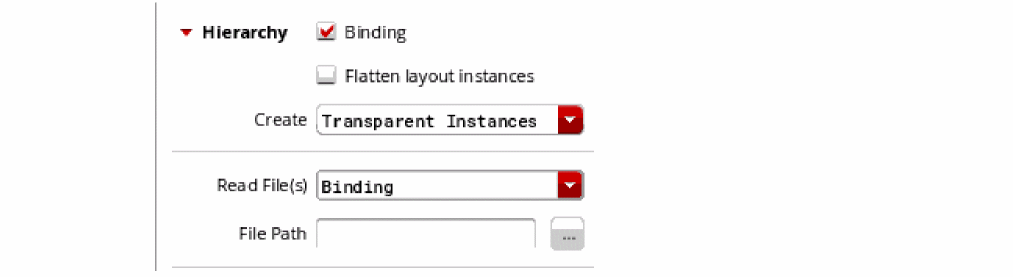 Hierarchy Binding
Flatten layout instances
Create Transparent Instances
Read File(s) Binding
File Path ...